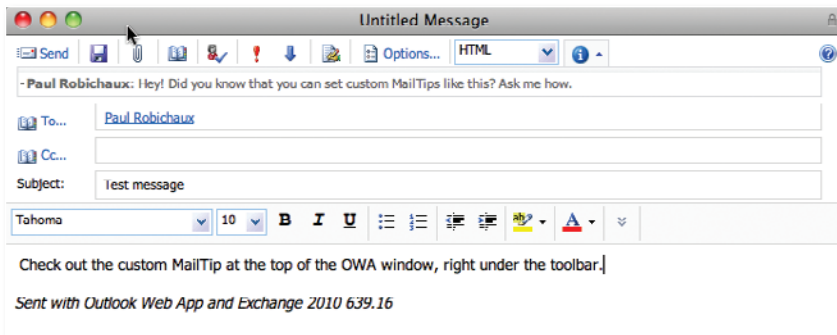 Untitled Message
Send Options... HTML
- Paul Robichaux: Hey! Did you know that you can set custom MailTips like this? Ask me how.
To... Paul Robichaux
Cc...
Subject: Test message
Tahoma 10 B I U ab A
Check out the custom MailTip at the top of the OWA window, right under the toolbar.
Sent with Outlook Web App and Exchange 2010 639.16